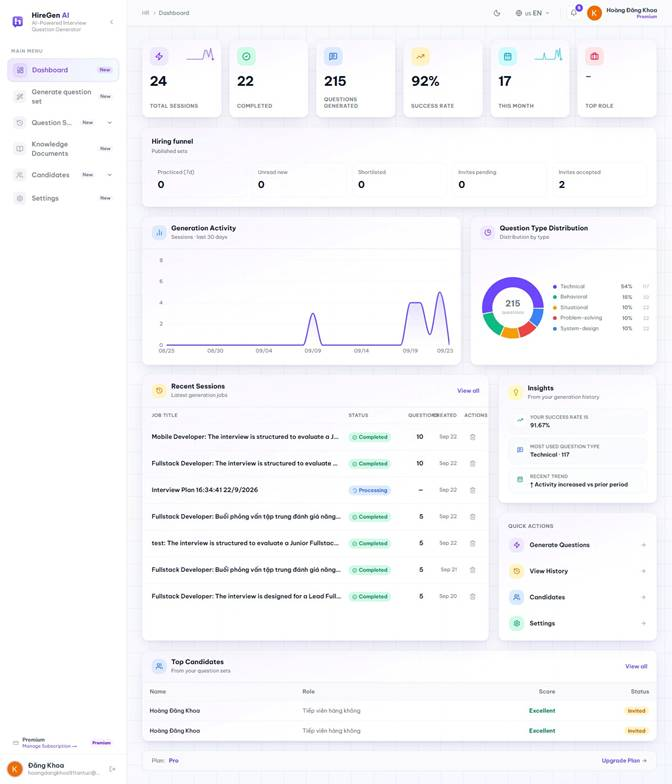 HireGen AI
AI-Powered Interview
Question Generator
MAIN MENU
Dashboard New
Generate question
set New
Question S... New
Knowledge
Documents New
Candidates New
Settings New
Premium
Manage Subscription → Premium
K Đăng Khoa
HR > Dashboard
US EN
6
K Hoàng Đăng Khoa
Premium
24
TOTAL SESSIONS
22
COMPLETED
215
QUESTIONS
GENERATED
92%
SUCCESS RATE
17
THIS MONTH
–
TOP ROLE
Hiring funnel
Published sets
Practiced (7d)
0
Unread new
0
Shortlisted
0
Invites pending
0
Invites accepted
2
Generation Activity
Sessions · last 30 days
8
6
4
2
0
08/25 08/30 09/04 09/09 09/14 09/19 09/23
Question Type Distribution
Distribution by type
215
questions
Technical 54% 117
Behavioral 15%
Situational 10% 22
Problem-solving 10% 22
System-design 10% 22
Recent Sessions
Latest generation jobs
View all
JOB TITLE STATUS QUESTIONS CREATED ACTIONS
Mobile Developer: The interview is structured to evaluate a J... Completed 10 Sep 22
Fullstack Developer: The interview is structured to evaluate ... Completed 10 Sep 22
Interview Plan 16:34:41 22/9/2026 Processing – Sep 22
Fullstack Developer: Buổi phỏng vấn tập trung đánh giá năng... Completed 5 Sep 22
test: The interview is structured to evaluate a Junior Fullstac... Completed 5 Sep 22
Fullstack Developer: Buổi phỏng vấn tập trung đánh giá năng... Completed 5 Sep 21
Fullstack Developer: The interview is designed for a Lead Full... Completed 5 Sep 20
Insights
From your generation history
YOUR SUCCESS RATE IS
91.67%
MOST USED QUESTION TYPE
Technical · 117
RECENT TREND
↑ Activity increased vs prior period
QUICK ACTIONS
Generate Questions →
View History →
Candidates →
Settings →
Top Candidates
From your question sets
View all
Name Role Score Status
Hoàng Đăng Khoa Tiếp viên hàng không Excellent Invited
Hoàng Đăng Khoa Tiếp viên hàng không Excellent Invited
Plan: Pro
Upgrade Plan →